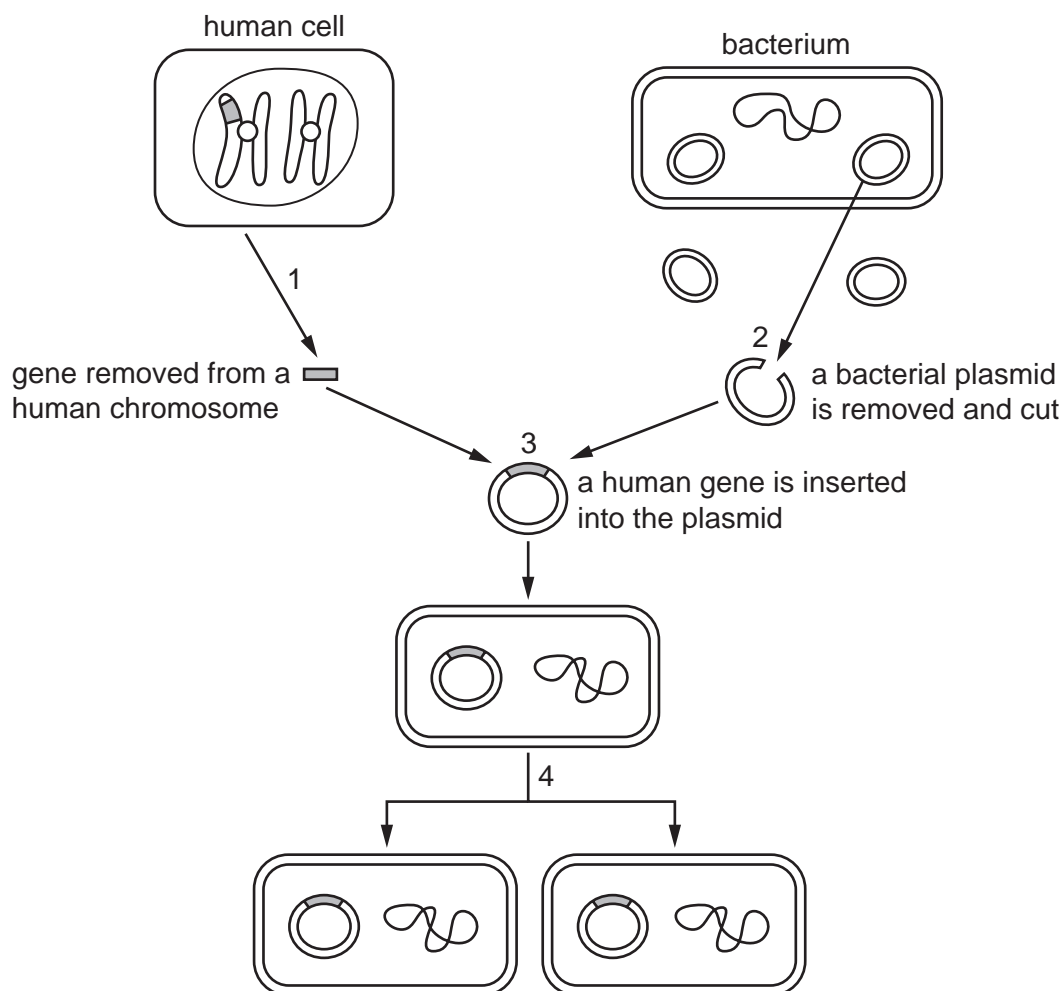 human cell
bacterium
1
2
gene removed from a
human chromosome
a bacterial plasmid
is removed and cut
3
a human gene is inserted
into the plasmid
4